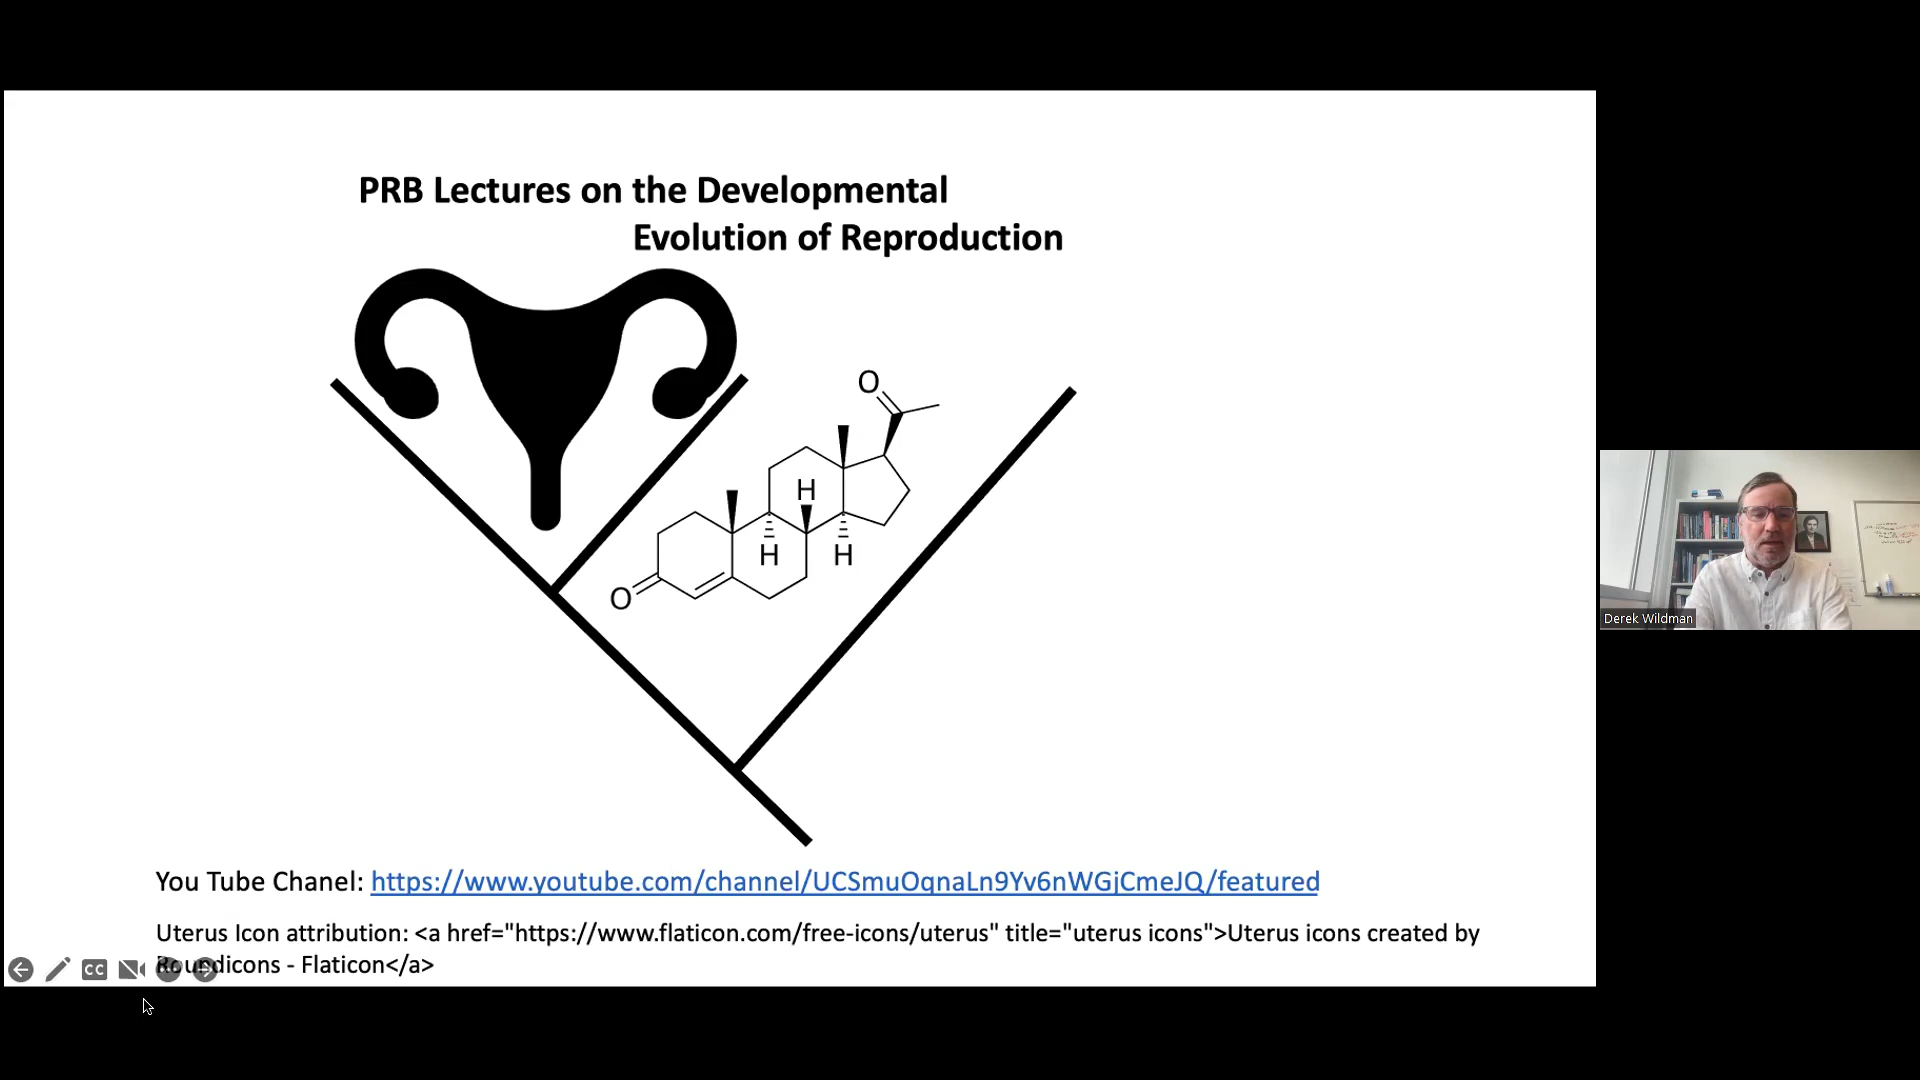 PRB Lectures on the Developmental
Evolution of Reproduction
O
H
H
H
O
You Tube Chanel: https://www.youtube.com/channel/UCSmuOqnaLn9Yv6nWGjCmeJQ/featured
Uterus Icon attribution: <a href="https://www.flaticon.com/free-icons/uterus" title="uterus icons">Uterus icons created by
Roundicons - Flaticon</a>
CC
Derek Wildman